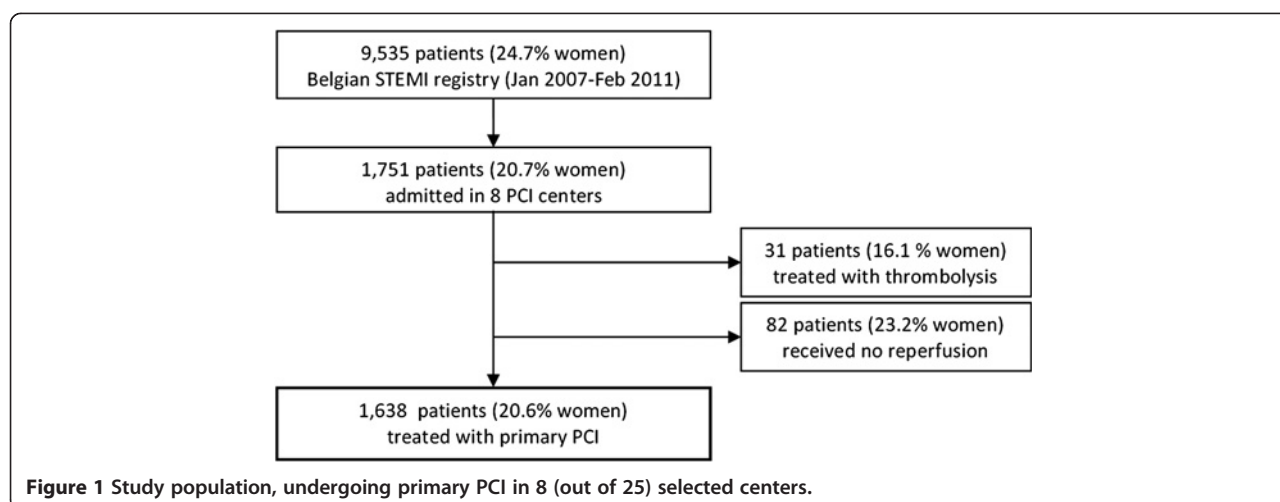 9,535 patients (24.7% women)
Belgian STEMI registry (Jan 2007-Feb 2011)
1,751 patients (20.7% women)
admitted in 8 PCI centers
31 patients (16.1 % women)
treated with thrombolysis
82 patients (23.2% women)
received no reperfusion
1,638 patients (20.6% women)
treated with primary PCI
Figure 1 Study population, undergoing primary PCI in 8 (out of 25) selected centers.